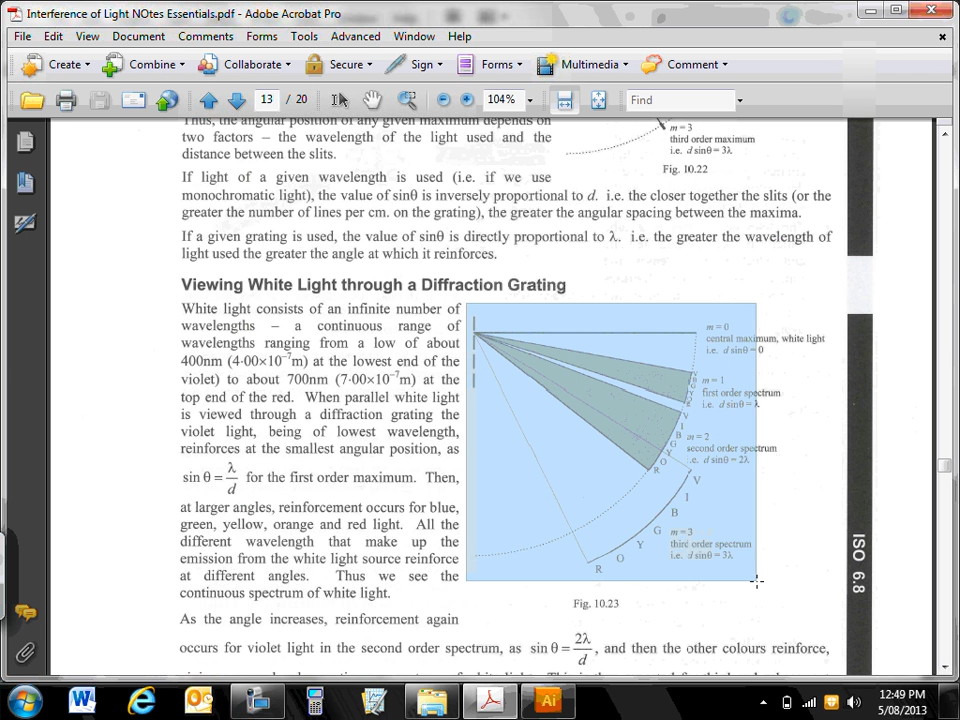 Interference of Light NOtes Essentials.pdf - Adobe Acrobat Pro
File Edit View Document Comments Forms Tools Advanced Window Help
Create Combine Collaborate Secure Sign Forms Multimedia Comment
13 / 20 104% Find
Thus, the angular position of any given maximum depends on
two factors – the wavelength of the light used and the
distance between the slits.
m = 3
third order maximum
i.e. d sinθ = 3λ
Fig. 10.22
If light of a given wavelength is used (i.e. if we use
monochromatic light), the value of sinθ is inversely proportional to d. i.e. the closer together the slits (or the
greater the number of lines per cm. on the grating), the greater the angular spacing between the maxima.
If a given grating is used, the value of sinθ is directly proportional to λ. i.e. the greater the wavelength of
light used the greater the angle at which it reinforces.
Viewing White Light through a Diffraction Grating
White light consists of an infinite number of
wavelengths – a continuous range of
wavelengths ranging from a low of about
400nm (4·00×10⁻⁷m) at the lowest end of the
violet) to about 700nm (7·00×10⁻⁷m) at the
top end of the red. When parallel white light
is viewed through a diffraction grating the
violet light, being of lowest wavelength,
reinforces at the smallest angular position, as
sin θ = λ/d for the first order maximum. Then,
at larger angles, reinforcement occurs for blue,
green, yellow, orange and red light. All the
different wavelength that make up the
emission from the white light source reinforce
at different angles. Thus we see the
continuous spectrum of white light.
m = 0
central maximum, white light
i.e. d sinθ = 0
m = 1
first order spectrum
i.e. d sinθ = λ
V
I
B
G
Y
O
R
m = 2
second order spectrum
i.e. d sinθ = 2λ
V
I
B
G
Y
O
R
m = 3
third order spectrum
i.e. d sinθ = 3λ
Fig. 10.23
ISO 6.8
As the angle increases, reinforcement again
occurs for violet light in the second order spectrum, as sin θ = 2λ/d, and then the other colours reinforce,
12:49 PM
5/08/2013